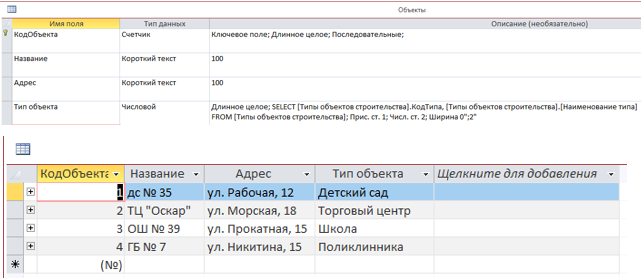 Объекты
Имя поля Тип данных Описание (необязательно)
КодОбъекта Счетчик Ключевое поле; Длинное целое; Последовательные;
Название Короткий текст 100
Адрес Короткий текст 100
Тип объекта Числовой Длинное целое; SELECT [Типы объектов строительства].КодТипа, [Типы объектов строительства].[Наименование типа]
FROM [Типы объектов строительства]; Прис. ст. 1; Числ. ст. 2; Ширина 0";2"
КодОбъекта Название Адрес Тип объекта Щелкните для добавления
1 дс № 35 ул. Рабочая, 12 Детский сад
2 ТЦ "Оскар" ул. Морская, 18 Торговый центр
3 ОШ № 39 ул. Прокатная, 15 Школа
4 ГБ № 7 ул. Никитина, 15 Поликлинника
(№)